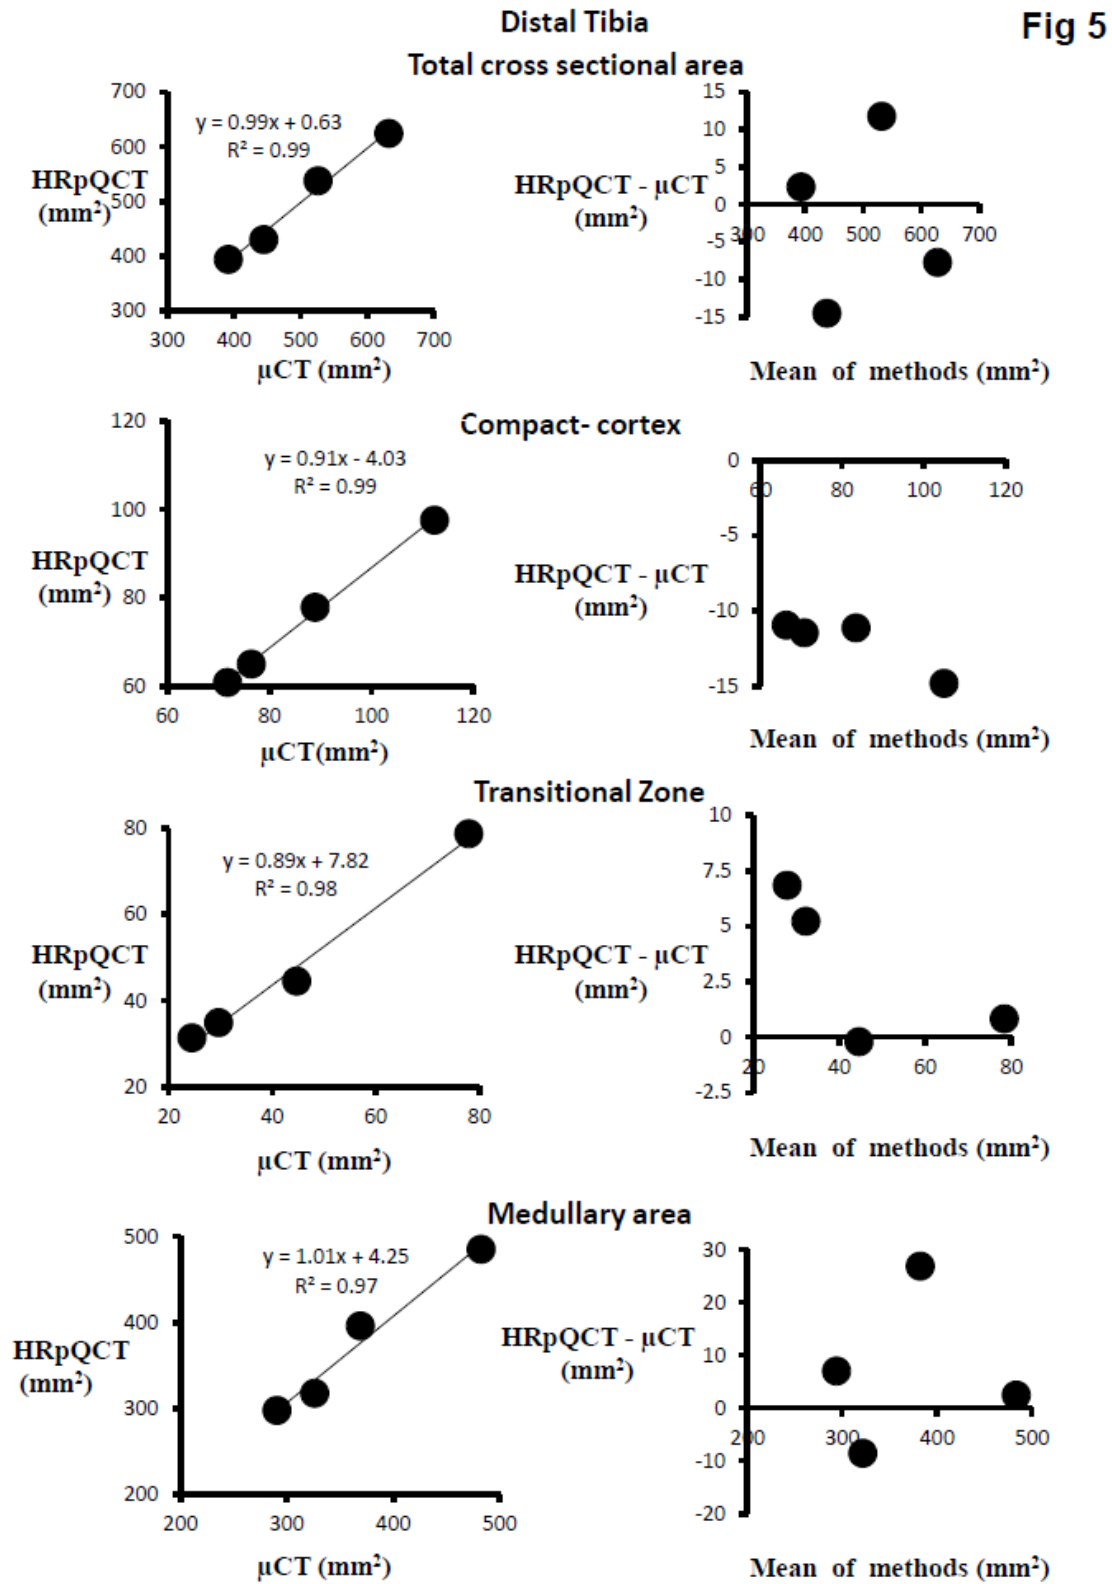 Distal Tibia
Fig 5
Total cross sectional area
700
600
500
400
300
300 400 500 600 700
y = 0.99x + 0.63
R² = 0.99
HRpQCT
(mm²)
µCT (mm²)
15
10
5
0
-5
-10
-15
300 400 500 600 700
HRpQCT - µCT
(mm²)
Mean of methods (mm²)
Compact- cortex
120
100
80
60
60 80 100 120
y = 0.91x - 4.03
R² = 0.99
HRpQCT
(mm²)
µCT(mm²)
0
-5
-10
-15
60 80 100 120
HRpQCT - µCT
(mm²)
Mean of methods (mm²)
Transitional Zone
80
60
40
20
20 40 60 80
y = 0.89x + 7.82
R² = 0.98
HRpQCT
(mm²)
µCT (mm²)
10
7.5
5
2.5
0
-2.5
20 40 60 80
HRpQCT - µCT
(mm²)
Mean of methods (mm²)
Medullary area
500
400
300
200
200 300 400 500
y = 1.01x + 4.25
R² = 0.97
HRpQCT
(mm²)
µCT (mm²)
30
20
10
0
-10
-20
200 300 400 500
HRpQCT - µCT
(mm²)
Mean of methods (mm²)